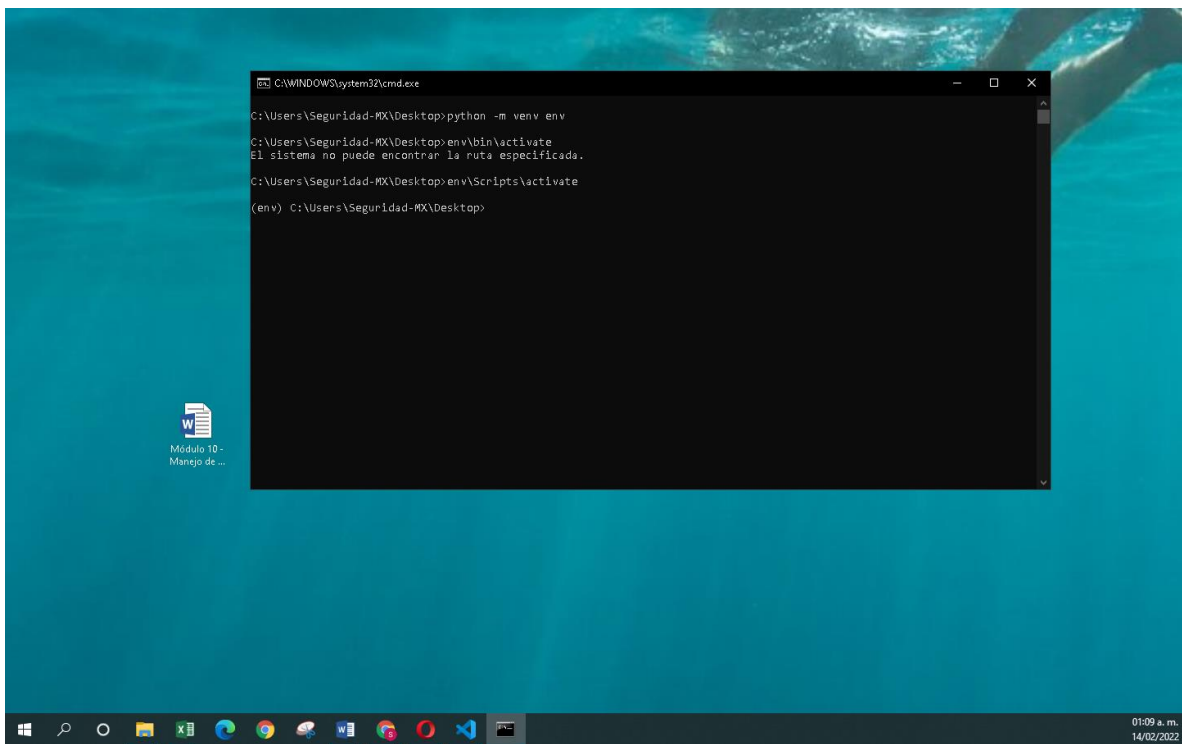 C:\WINDOWS\system32\cmd.exe
C:\Users\Seguridad-MX\Desktop>python -m venv env
C:\Users\Seguridad-MX\Desktop>env\bin\activate
El sistema no puede encontrar la ruta especificada.
C:\Users\Seguridad-MX\Desktop>env\Scripts\activate
(env) C:\Users\Seguridad-MX\Desktop>
Módulo 10 -
Manejo de ...
01:09 a. m.
14/02/2022